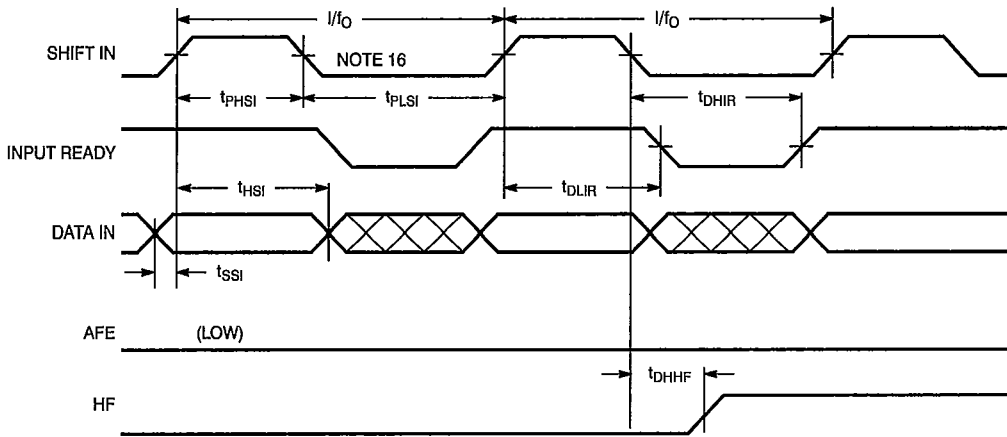 I/fO I/fO
SHIFT IN
NOTE 16
tPHSI tPLSI tDHIR
INPUT READY
tHSI tDLIR
DATA IN
tSSI
AFE (LOW)
tDHHF
HF